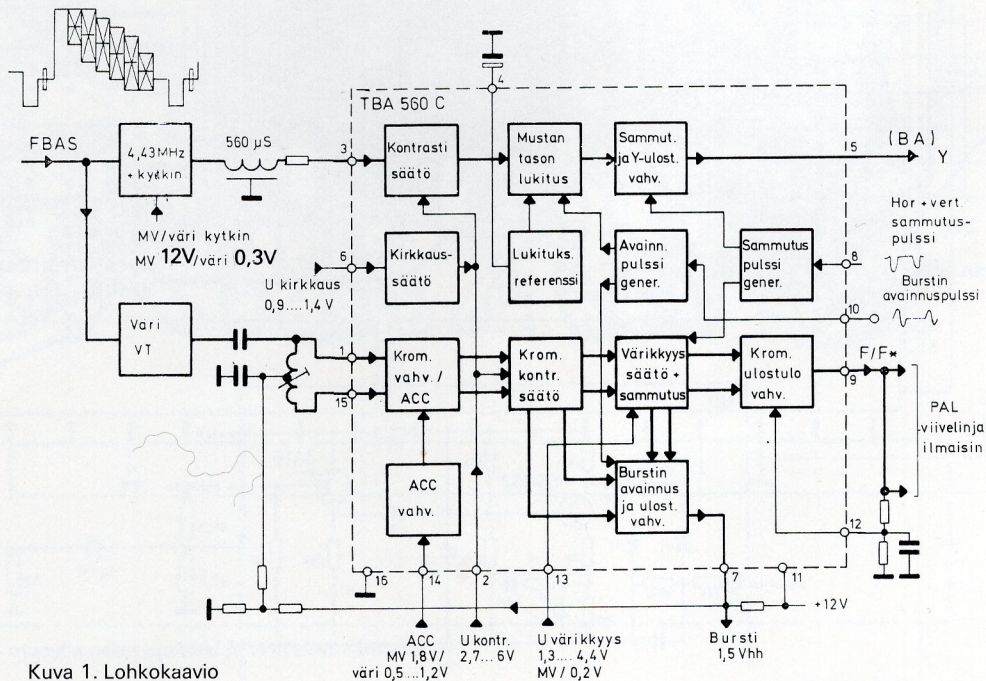 4
TBA 560 C
FBAS
4,43MHz
+ kytkin
560 µS
3
Kontrasti
säätö
Mustan
tason
lukitus
Sammut.
ja Y-ulost.
vahv.
5
(BA)
Y
MV/väri kytkin
MV 12V/väri 0,3V
6
U kirkkaus
0,9....1,4 V
Kirkkaus-
säätö
Lukituks.
referenssi
Avainn.
pulssi
gener.
Sammutus
pulssi
gener.
8
Hor + vert.
sammutus-
pulssi
Burstin
avainnuspulssi
10
Väri
VT
1
15
Krom.
vahv. /
ACC
Krom.
kontr.
säätö
Värikkyys
säätö +
sammutus
Krom.
ulostulo
vahv.
F/F*
9
PAL
viivelinja
ilmaisin
ACC
vahv.
Burstin
avainnus
ja ulost.
vahv.
12
16
14
2
13
7
11
+12V
ACC
MV 1,8V/
väri 0,5...1,2V
U kontr.
2,7... 6V
U värikkyys
1,3.... 4,4V
MV/ 0,2V
Bursti
1,5Vhh
Kuva 1. Lohkokaavio